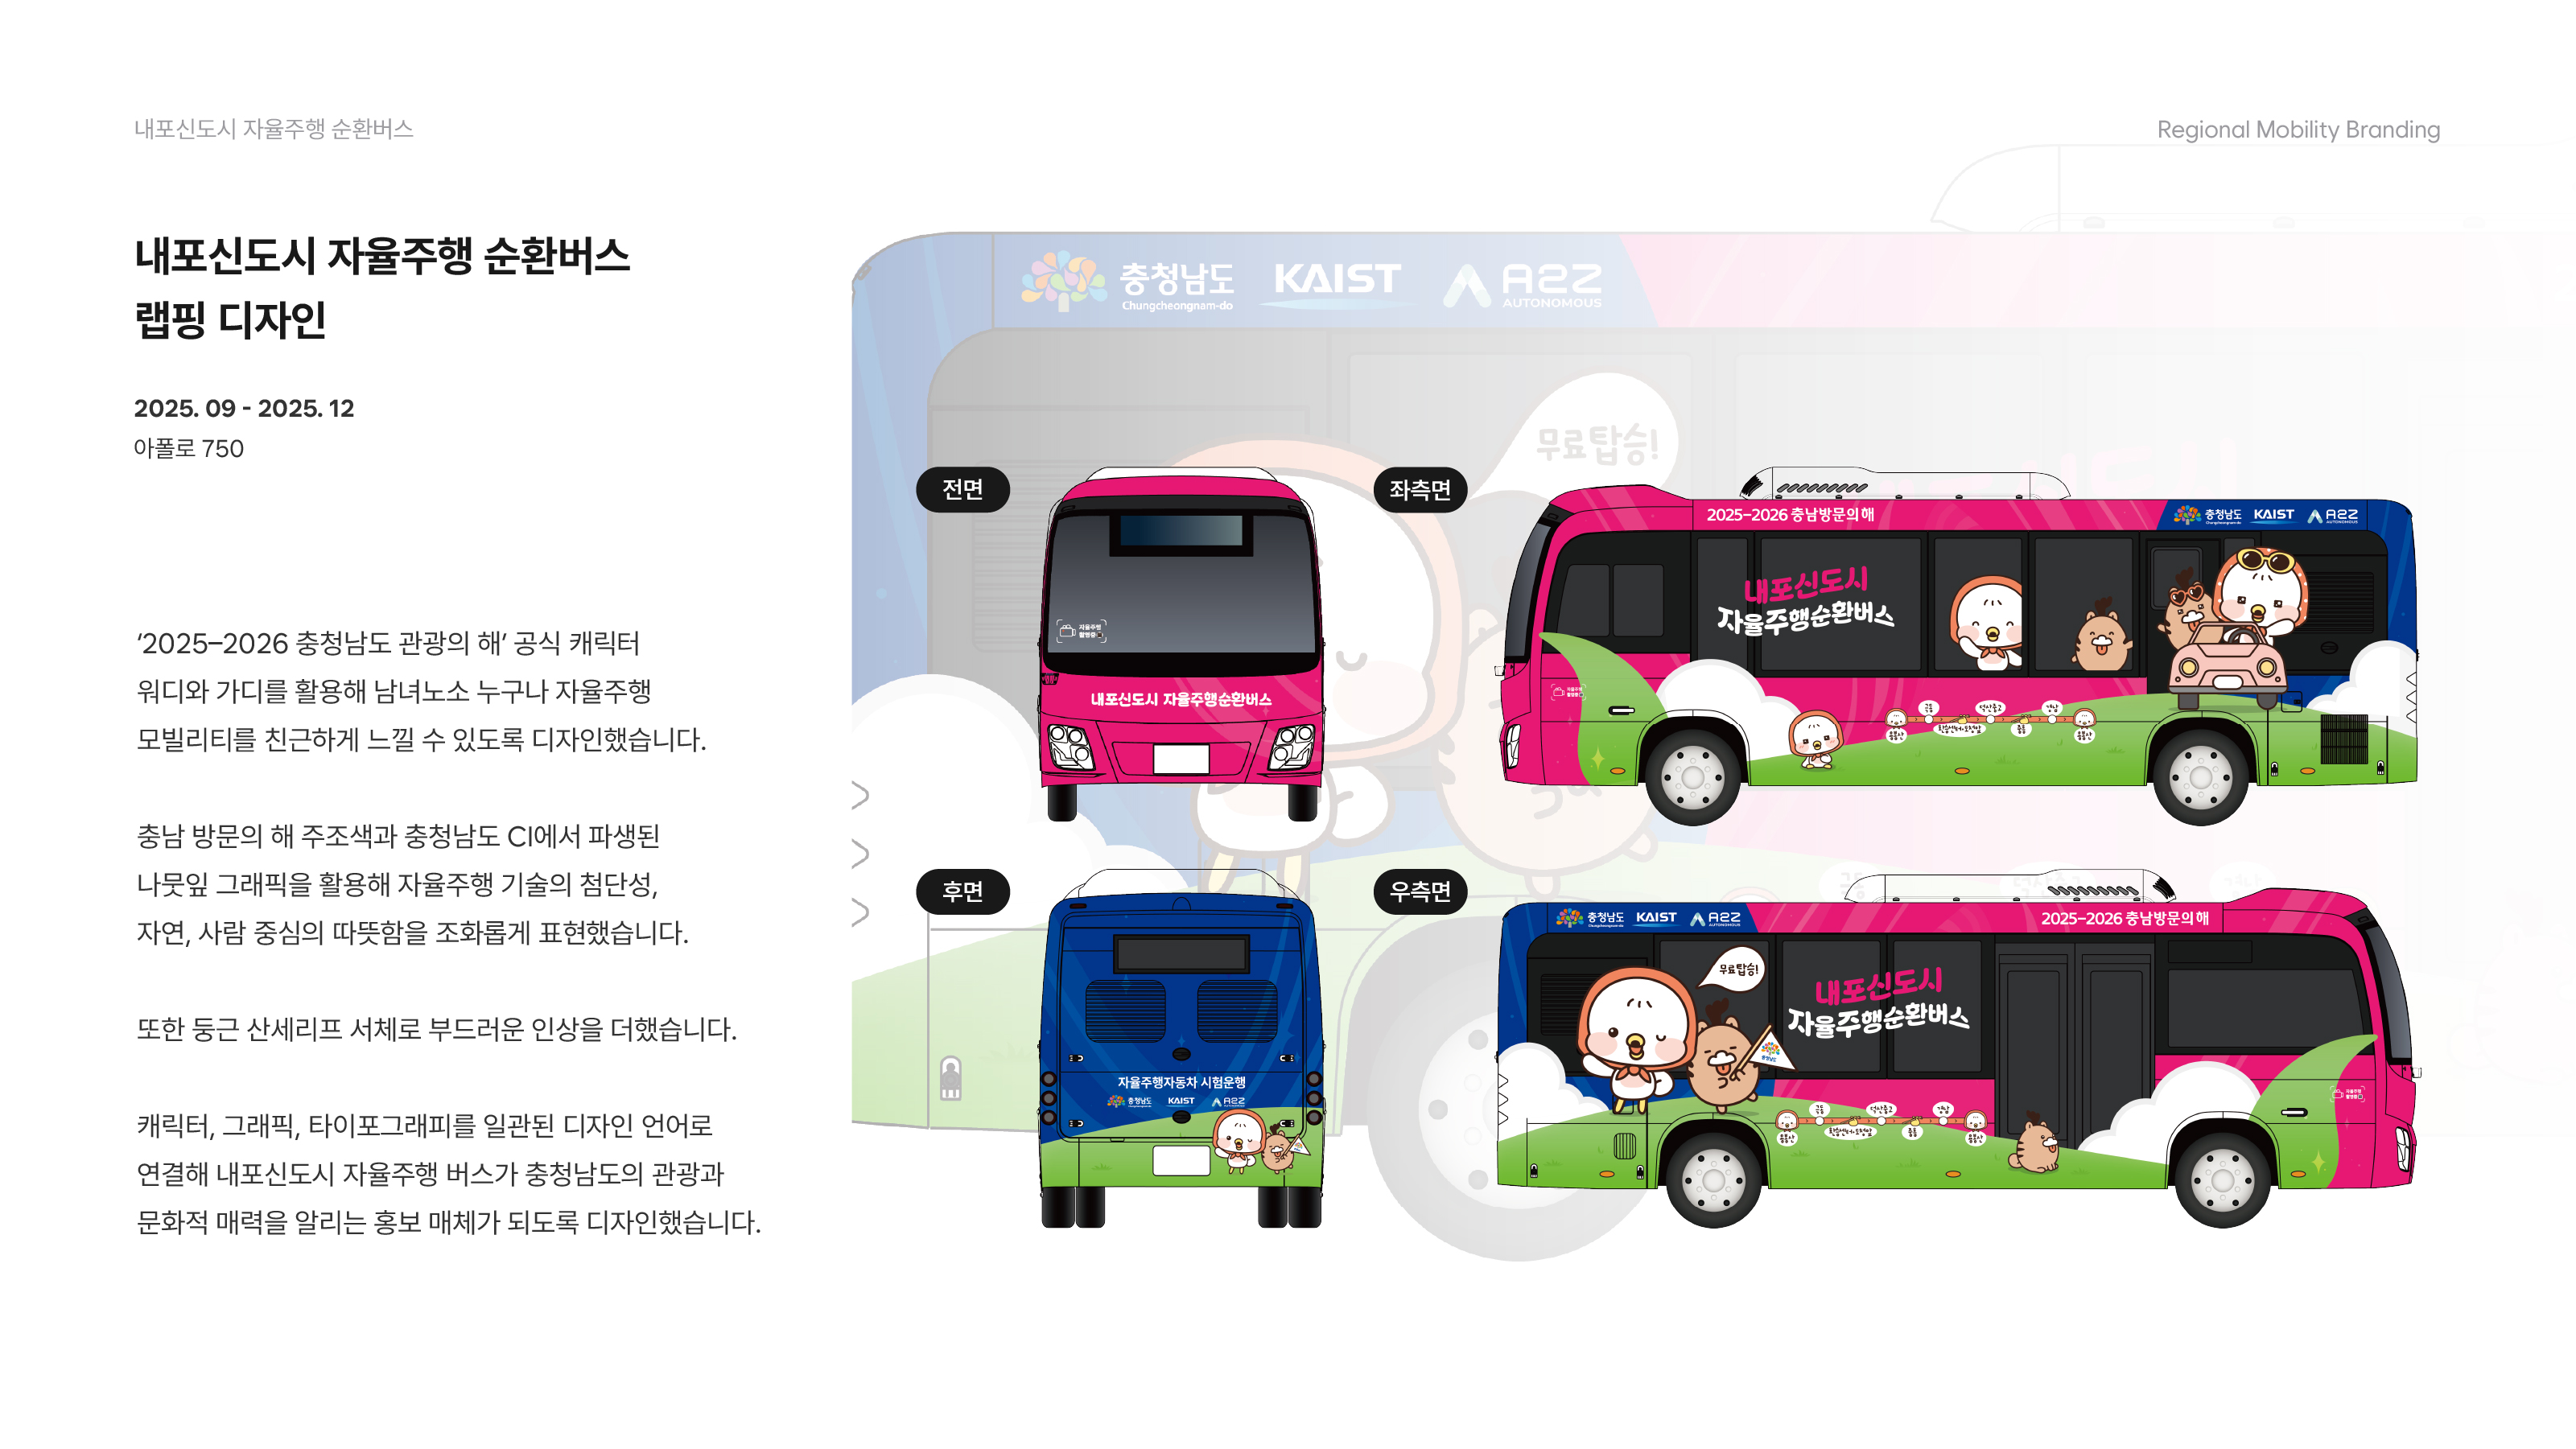 내포신도시 자율주행 순환버스
Regional Mobility Branding
내포신도시 자율주행 순환버스
랩핑 디자인
2025. 09 - 2025. 12
아폴로 750
‘2025–2026 충청남도 관광의 해’ 공식 캐릭터
워디와 가디를 활용해 남녀노소 누구나 자율주행
모빌리티를 친근하게 느낄 수 있도록 디자인했습니다.
충남 방문의 해 주조색과 충청남도 CI에서 파생된
나뭇잎 그래픽을 활용해 자율주행 기술의 첨단성,
자연, 사람 중심의 따뜻함을 조화롭게 표현했습니다.
또한 둥근 산세리프 서체로 부드러운 인상을 더했습니다.
캐릭터, 그래픽, 타이포그래피를 일관된 디자인 언어로
연결해 내포신도시 자율주행 버스가 충청남도의 관광과
문화적 매력을 알리는 홍보 매체가 되도록 디자인했습니다.
충청남도
Chungcheongnam-do
KAIST
A2Z
AUTONOMOUS
무료탑승!
전면
내포신도시 자율주행순환버스
좌측면
2025–2026 충남방문의해
충청남도 KAIST A2Z
내포신도시
자율주행순환버스
후면
자율주행자동차 시험운행
충청남도 KAIST A2Z
우측면
충청남도 KAIST A2Z
2025–2026 충남방문의해
무료탑승!
내포신도시
자율주행순환버스